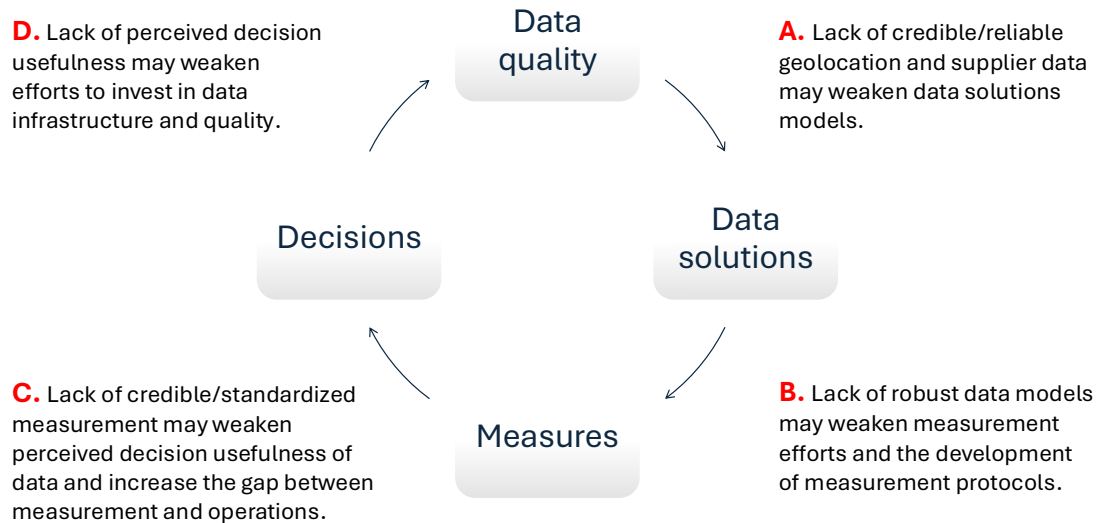 D. Lack of perceived decision
usefulness may weaken
efforts to invest in data
infrastructure and quality.
Data
quality
A. Lack of credible/reliable
geolocation and supplier data
may weaken data solutions
models.
Decisions
Data
solutions
C. Lack of credible/standardized
measurement may weaken
perceived decision usefulness of
data and increase the gap between
measurement and operations.
Measures
B. Lack of robust data models
may weaken measurement
efforts and the development
of measurement protocols.